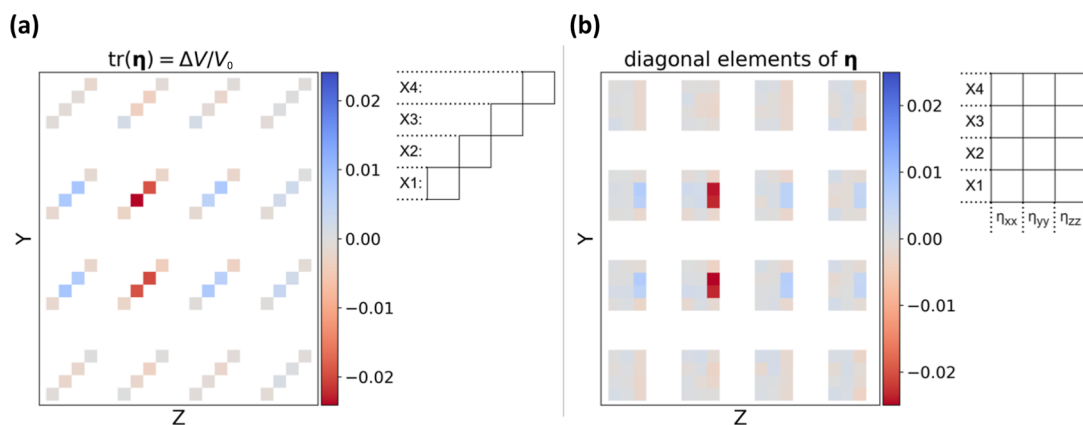 (a)
tr(η) = ΔV/V₀
Y
Z
0.02
0.01
0.00
−0.01
−0.02
X4:
X3:
X2:
X1:
(b)
diagonal elements of η
Y
Z
0.02
0.01
0.00
−0.01
−0.02
X4
X3
X2
X1
ηxx ηyy ηzz